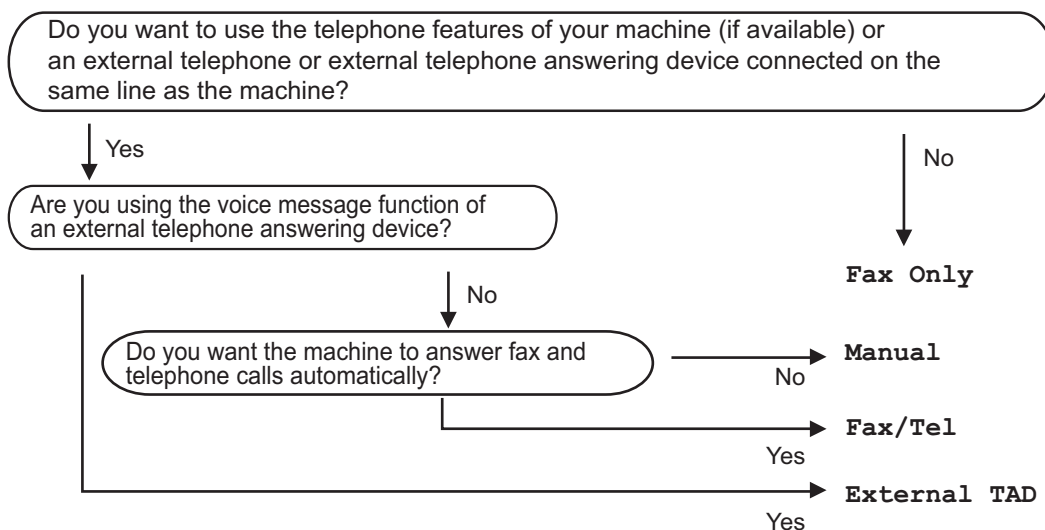 Do you want to use the telephone features of your machine (if available) or
an external telephone or external telephone answering device connected on the
same line as the machine?
Yes
No
Are you using the voice message function of
an external telephone answering device?
Fax Only
No
Do you want the machine to answer fax and
telephone calls automatically?
Manual
No
Fax/Tel
Yes
External TAD
Yes